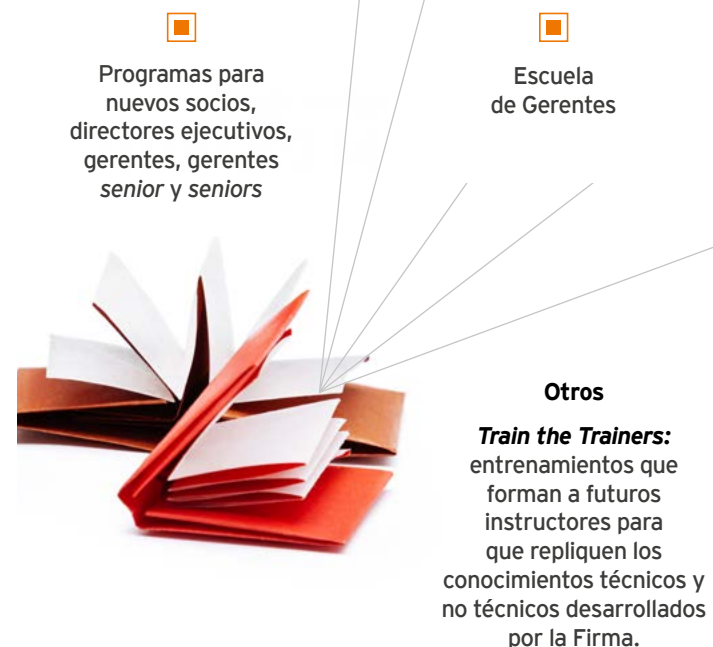 Programas para
nuevos socios,
directores ejecutivos,
gerentes, gerentes
senior y seniors
Escuela
de Gerentes
Otros
Train the Trainers:
entrenamientos que
forman a futuros
instructores para
que repliquen los
conocimientos técnicos y
no técnicos desarrollados
por la Firma.